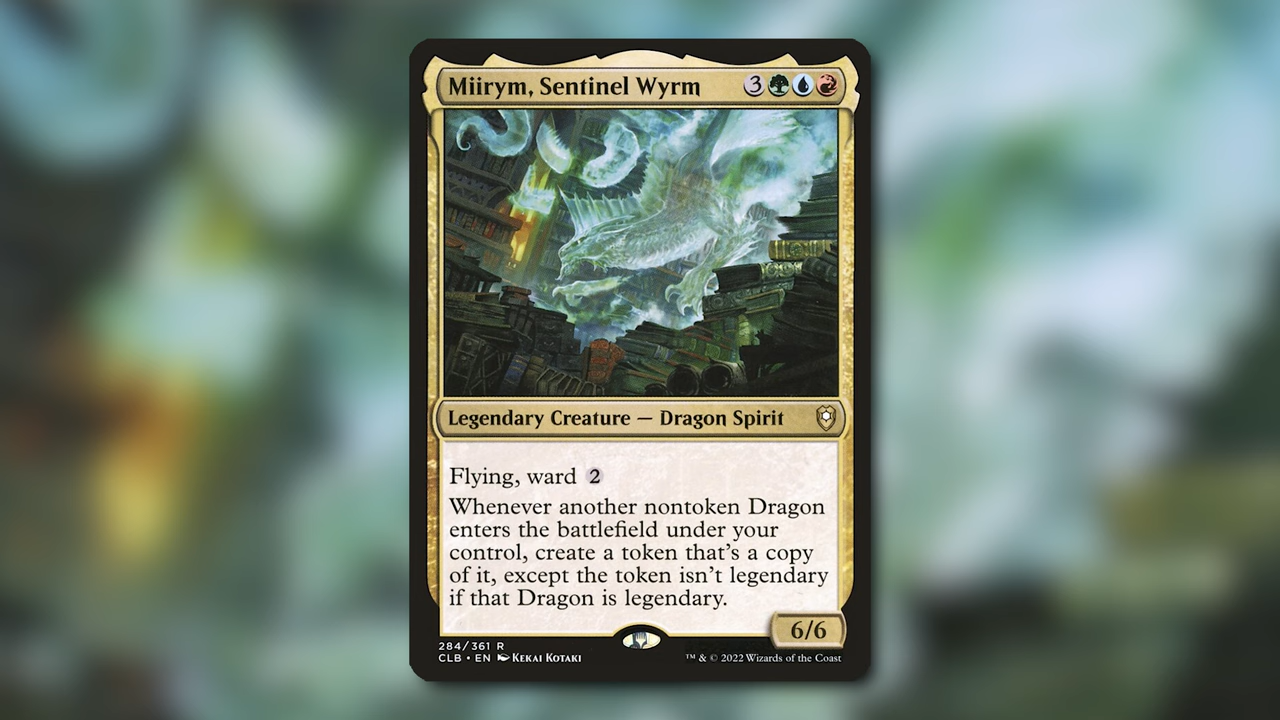 Miirym, Sentinel Wyrm 3
Legendary Creature — Dragon Spirit
Flying, ward 2
Whenever another nontoken Dragon
enters the battlefield under your
control, create a token that's a copy
of it, except the token isn't legendary
if that Dragon is legendary.
6/6
284/361 R
CLB • EN Kekai Kotaki
™ & © 2022 Wizards of the Coast